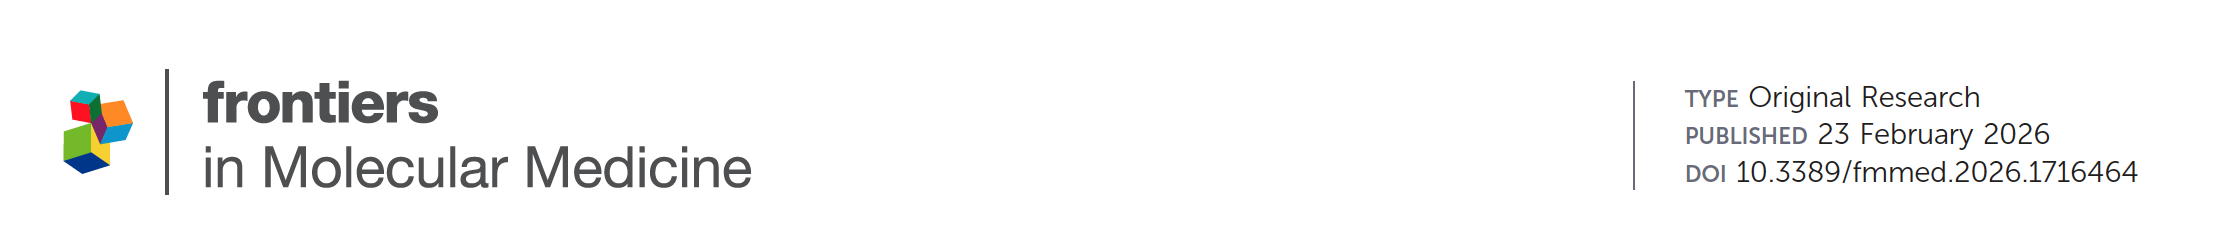 frontiers
in Molecular Medicine
TYPE Original Research
PUBLISHED 23 February 2026
DOI 10.3389/fmmed.2026.1716464